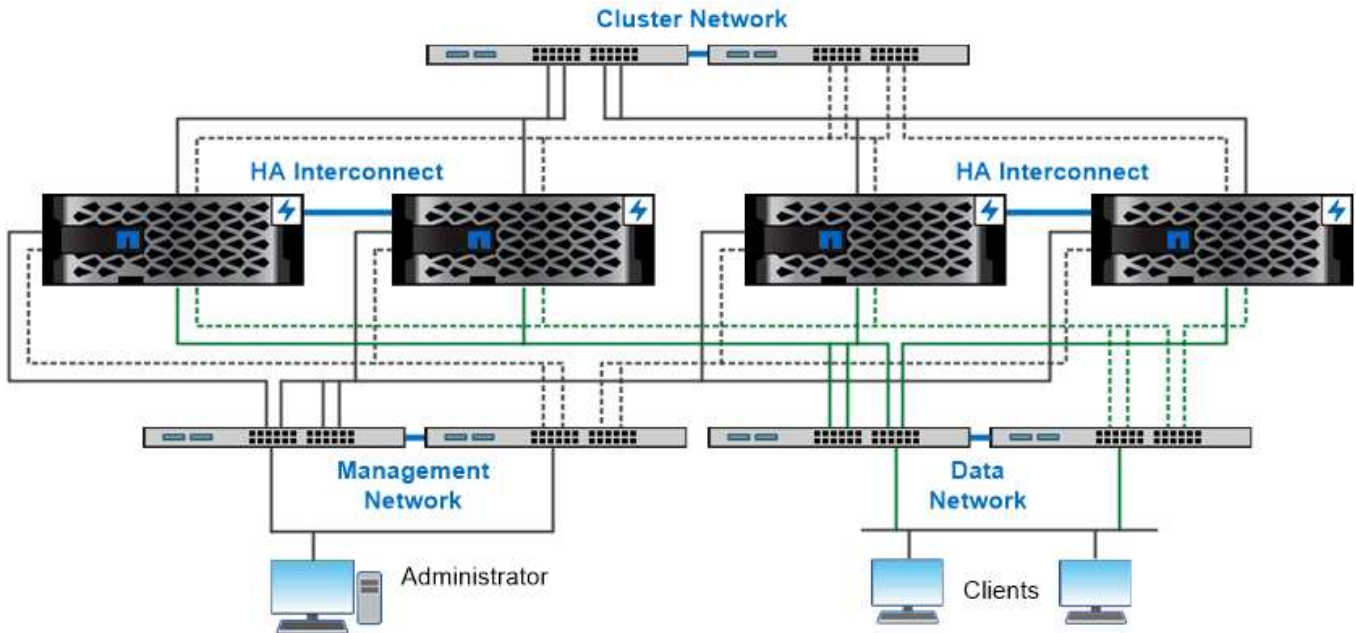 Cluster Network
HA Interconnect
HA Interconnect
Management
Network
Data
Network
Administrator
Clients